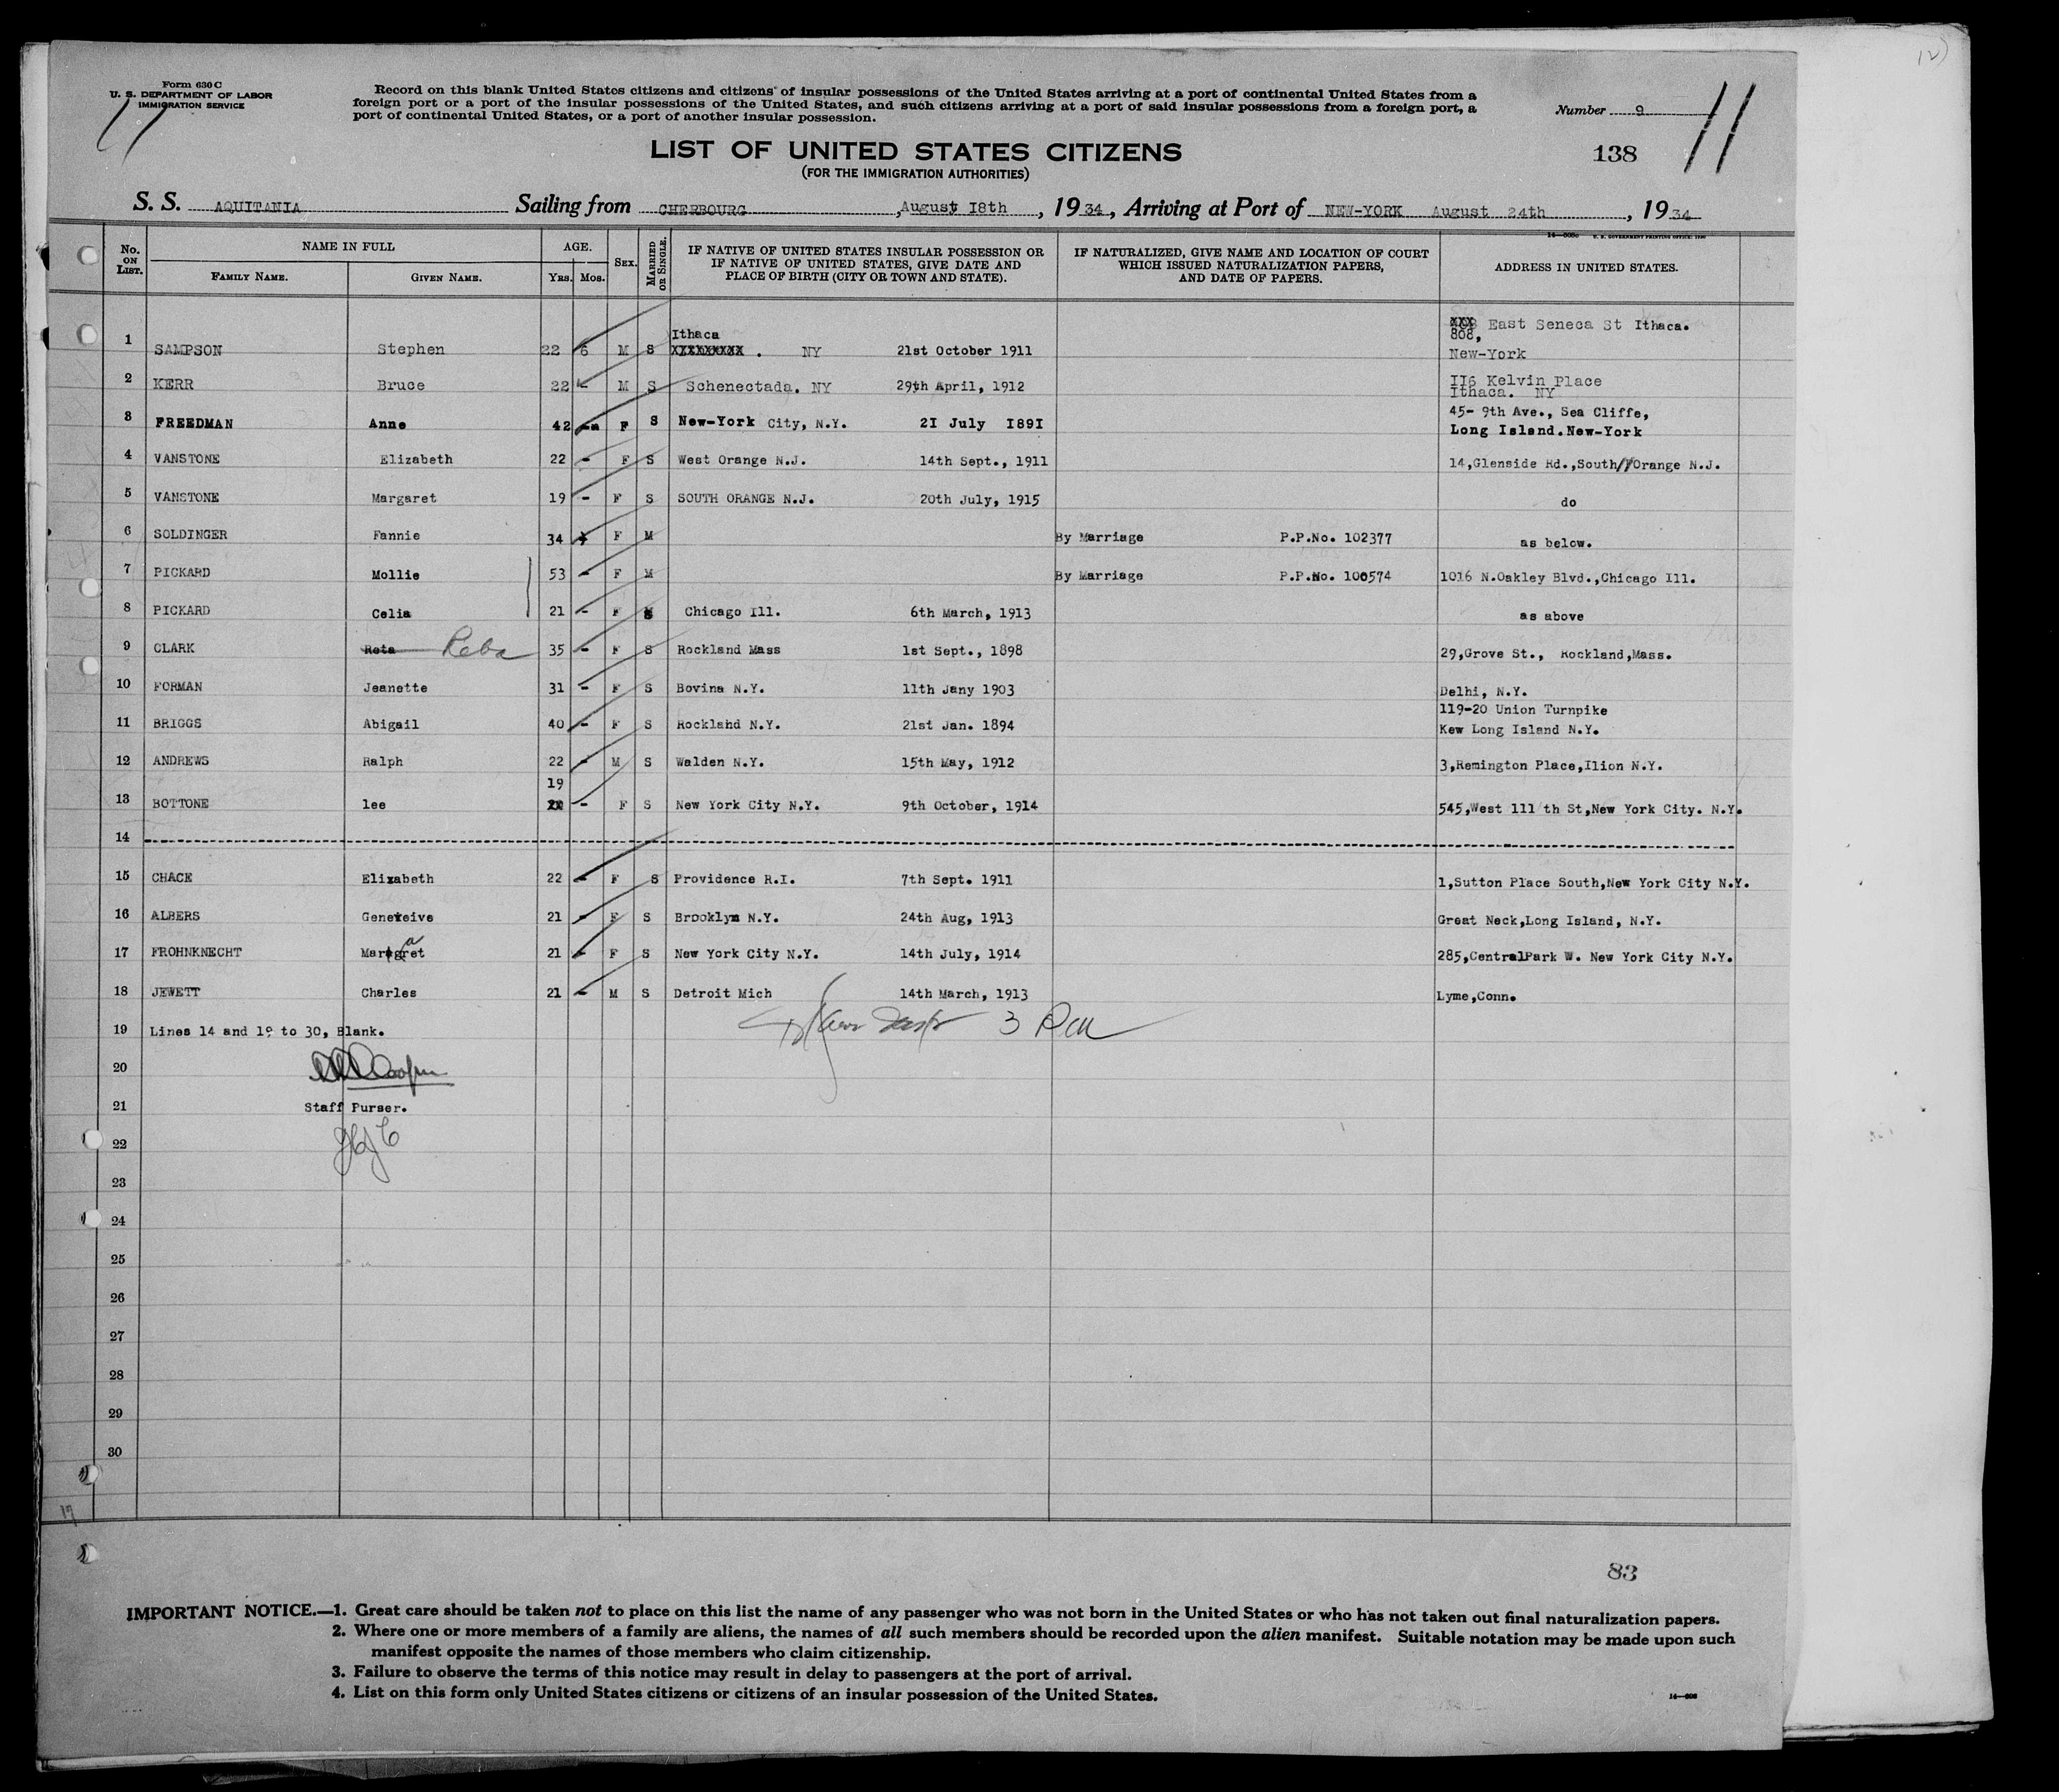 Form 630 C
U. S. DEPARTMENT OF LABOR
IMMIGRATION SERVICE
Record on this blank United States citizens and citizens of insular possessions of the United States arriving at a port of continental United States from a
foreign port or a port of the insular possessions of the United States, and such citizens arriving at a port of said insular possessions from a foreign port, a
port of continental United States, or a port of another insular possession.
Number 9
11
LIST OF UNITED STATES CITIZENS
138
(FOR THE IMMIGRATION AUTHORITIES)
S. S. AQUITANIA Sailing from CHERBOURG, August 18th, 1934, Arriving at Port of NEW-YORK August 24th, 1934
No. ON LIST. NAME IN FULL FAMILY NAME. GIVEN NAME. AGE. YRS. MOS. SEX. MARRIED OR SINGLE. IF NATIVE OF UNITED STATES INSULAR POSSESSION OR IF NATIVE OF UNITED STATES, GIVE DATE AND PLACE OF BIRTH (CITY OR TOWN AND STATE). IF NATURALIZED, GIVE NAME AND LOCATION OF COURT WHICH ISSUED NATURALIZATION PAPERS, AND DATE OF PAPERS. ADDRESS IN UNITED STATES.
1 SAMPSON Stephen 22 6 M S Ithaca XXXXXXXXX . NY 21st October 1911 XXX 808, East Seneca St Ithaca. New-York
2 KERR Bruce 22 - M S Schenectada. NY 29th April, 1912 II6 Kelvin Place Ithaca. NY
3 FREEDMAN Anne 42 F S New-York City, N.Y. 2I July I89I 45- 9th Ave., Sea Cliffe, Long Island.New-York
4 VANSTONE Elizabeth 22 - F S West Orange N.J. 14th Sept., 1911 14,Glenside Rd.,South Orange N.J.
5 VANSTONE Margaret 19 - F S SOUTH ORANGE N.J. 20th July, 1915 do
6 SOLDINGER Fannie 34 F M By Marriage P.P.No. 102377 as below.
7 PICKARD Mollie 53 - F M By Marriage P.P.No. 100574 1016 N.Oakley Blvd.,Chicago Ill.
8 PICKARD Celia 21 - F S Chicago Ill. 6th March, 1913 as above
9 CLARK Reta Reba 35 - F S Rockland Mass 1st Sept., 1898 29,Grove St., Rockland,Mass.
10 FORMAN Jeanette 31 - F S Bovina N.Y. 11th Jany 1903 Delhi, N.Y.
11 BRIGGS Abigail 40 - F S Rocklahd N.Y. 21st Jan. 1894 119-20 Union Turnpike Kew Long Island N.Y.
12 ANDREWS Ralph 22 - M S Walden N.Y. 15th May, 1912 3,Remington Place,Ilion N.Y.
13 BOTTONE lee 19 - F S New York City N.Y. 9th October, 1914 545,West 111 th St,New York City. N.Y.
14
15 CHACE Elizabeth 22 - F S Providence R.I. 7th Sept. 1911 1,Sutton Place South,New York City N.Y.
16 ALBERS Geneveive 21 - F S Brooklyn N.Y. 24th Aug, 1913 Great Neck,Long Island, N.Y.
17 FROHNKNECHT Margaret 21 - F S New York City N.Y. 14th July, 1914 285,CentralPark W. New York City N.Y.
18 JEWETT Charles 21 - M S Detroit Mich 14th March, 1913 Lyme,Conn.
19 Lines 14 and 19 to 30, Blank.
20
21 Staff Purser.
22
23
24
25
26
27
28
29
30
83
IMPORTANT NOTICE.—1. Great care should be taken not to place on this list the name of any passenger who was not born in the United States or who has not taken out final naturalization papers.
2. Where one or more members of a family are aliens, the names of all such members should be recorded upon the alien manifest. Suitable notation may be made upon such
manifest opposite the names of those members who claim citizenship.
3. Failure to observe the terms of this notice may result in delay to passengers at the port of arrival.
4. List on this form only United States citizens or citizens of an insular possession of the United States.